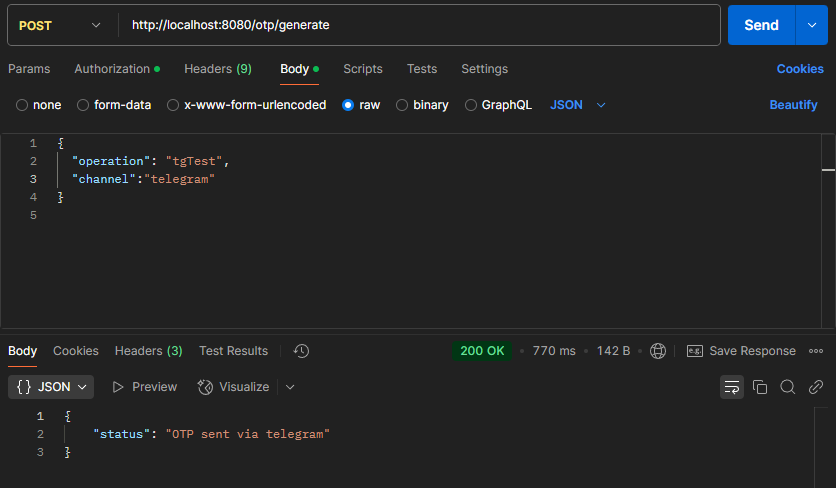 POST http://localhost:8080/otp/generate Send
Params Authorization Headers (9) Body Scripts Tests Settings Cookies
none form-data x-www-form-urlencoded raw binary GraphQL JSON Beautify
1 {
2 "operation": "tgTest",
3 "channel":"telegram"
4 }
5
Body Cookies Headers (3) Test Results 200 OK 770 ms 142 B e.g. Save Response
{} JSON Preview Visualize
1 {
2 "status": "OTP sent via telegram"
3 }